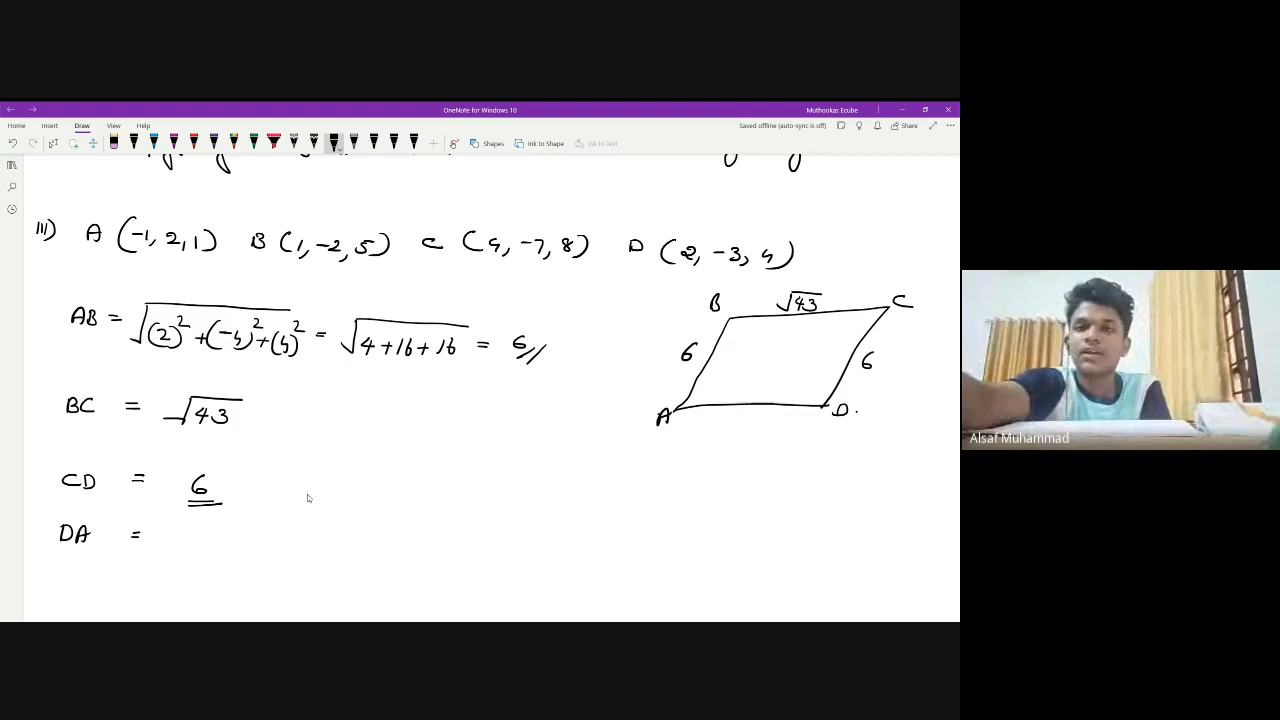 OneNote for Windows 10
Muthookas Ecube
Home Insert Draw View Help
Saved offline (auto-sync is off) Share
Shapes Ink to Shape Ink to Text
III) A (-1, 2, 1) B (1, -2, 5) C (4, -7, 8) D (2, -3, 4)
AB = √(2)² + (-4)² + (4)² = √4 + 16 + 16 = 6//
B √43 C
6 6
A D.
BC = √43
CD = 6
DA =
Alsaf Muhammad